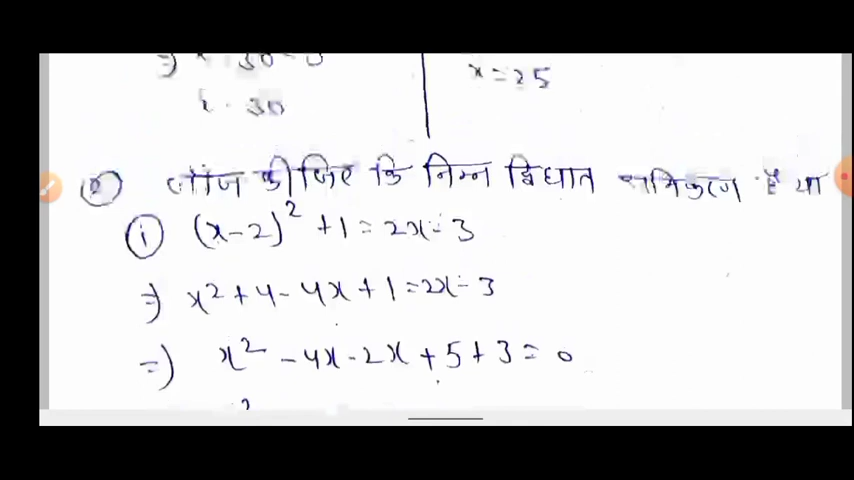 x = 25
30
② जाँच कीजिए कि निम्न द्विघात समिकरण है या
(i) (x-2)² + 1 = 2x - 3
⇒ x² + 4 - 4x + 1 = 2x - 3
⇒ x² - 4x - 2x + 5 + 3 = 0